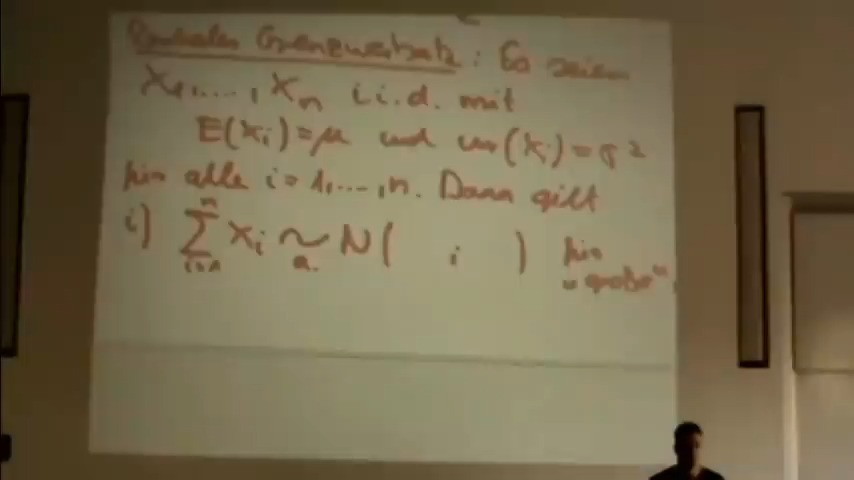 Zentraler Grenzwertsatz: Es seien
X₁,...,Xₙ i.i.d. mit
E(Xᵢ)=μ und var(Xᵢ)=σ²
für alle i=1,...,n. Dann gilt
i) ∑ᵢ₌₁ⁿ Xᵢ ~ₐ. N( ; ) für
"große"